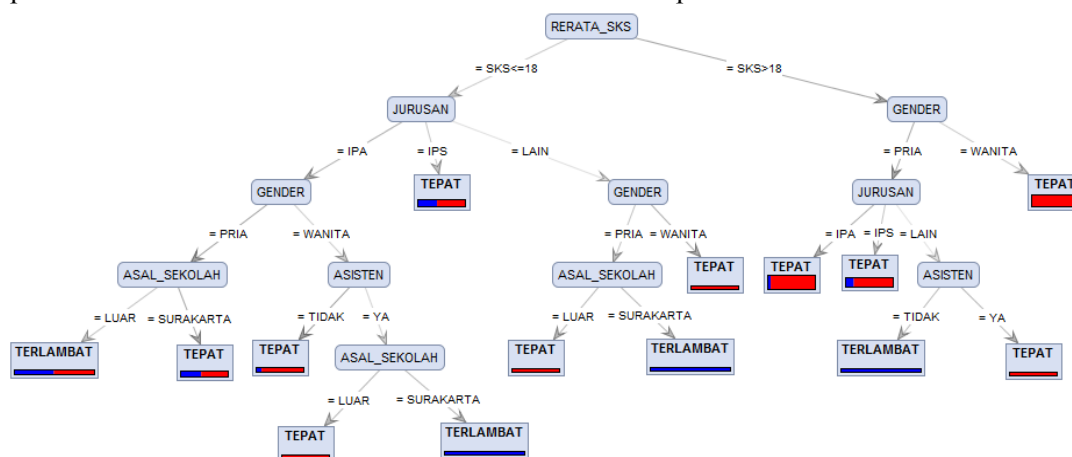 RERATA_SKS
= SKS<=18
= SKS>18
JURUSAN
GENDER
= IPA
= IPS
= LAIN
= PRIA
= WANITA
GENDER
TEPAT
GENDER
JURUSAN
TEPAT
= PRIA
= WANITA
= PRIA
= WANITA
= IPA
= IPS
= LAIN
ASAL_SEKOLAH
ASISTEN
ASAL_SEKOLAH
TEPAT
TEPAT
TEPAT
ASISTEN
= LUAR
= SURAKARTA
= TIDAK
= YA
= LUAR
= SURAKARTA
= TIDAK
= YA
TERLAMBAT
TEPAT
TEPAT
ASAL_SEKOLAH
TEPAT
TERLAMBAT
TERLAMBAT
TEPAT
= LUAR
= SURAKARTA
TEPAT
TERLAMBAT